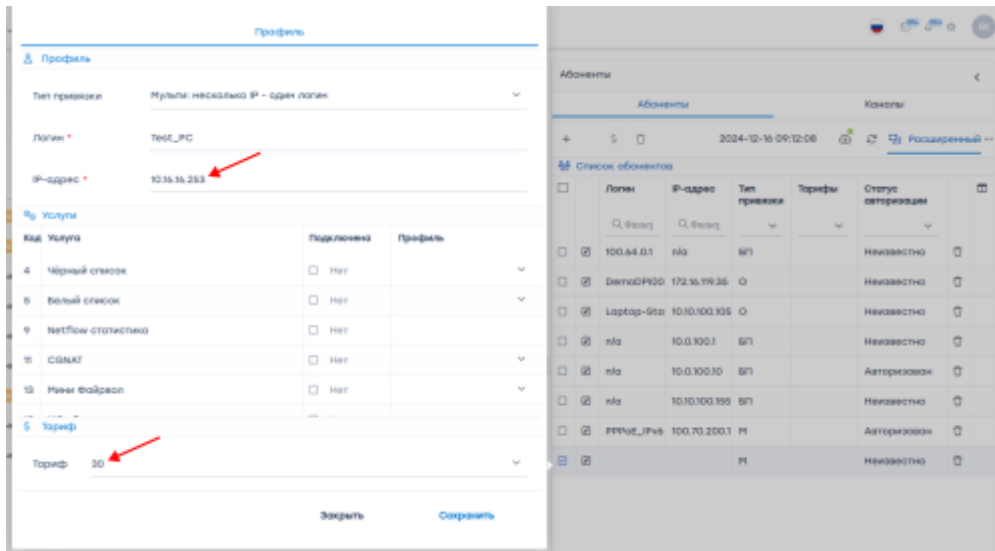 Профиль
Профиль
Тип привязки Мульти: несколько IP - один логин
Логин * Test_PC
IP-адрес * 10.16.16.253
Услуги
Код Услуга Подключена Профиль
4 Чёрный список Нет
5 Белый список Нет
9 Netflow статистика Нет
11 CGNAT Нет
13 Мини Файрвол Нет
$ Тариф
Тариф 30
Закрыть Сохранить
Абоненты
Абоненты Каналы
+ $ 2024-12-16 09:12:08 Расширенный
Список абонентов
Логин IP-адрес Тип привязки Тарифы Статус авторизации
100.64.0.1 n/a БП Неизвестно
DemoDPIDO 172.16.119.35 О Неизвестно
Laptop-Sta 10.10.100.105 О Неизвестно
n/a 10.0.100.1 БП Неизвестно
n/a 10.0.100.10 БП Авторизован
n/a 10.10.100.155 БП Неизвестно
PPPoE_IPv6 100.70.200.1 М Авторизован
М Неизвестно